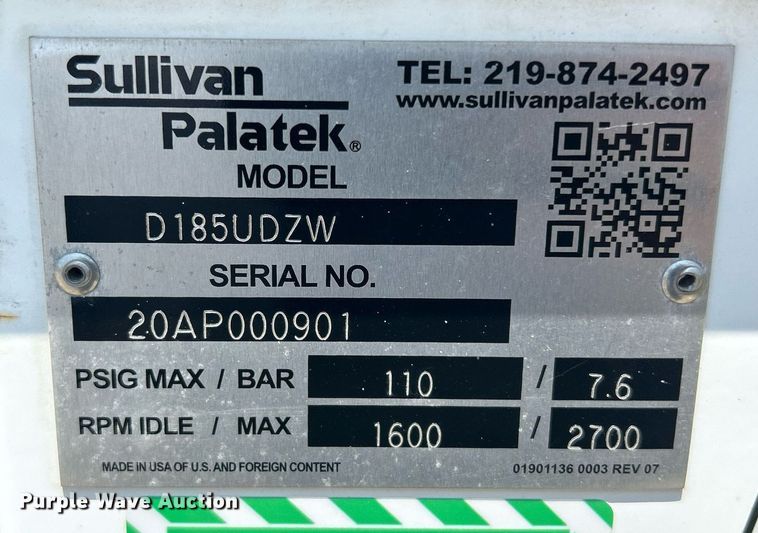 Sullivan
Palatek®
TEL: 219-874-2497
www.sullivanpalatek.com
MODEL
D185UDZW
SERIAL NO.
20AP000901
PSIG MAX / BAR 110 / 7.6
RPM IDLE / MAX 1600 / 2700
MADE IN USA OF U.S. AND FOREIGN CONTENT 01901136 0003 REV 07
Purple Wave Auction